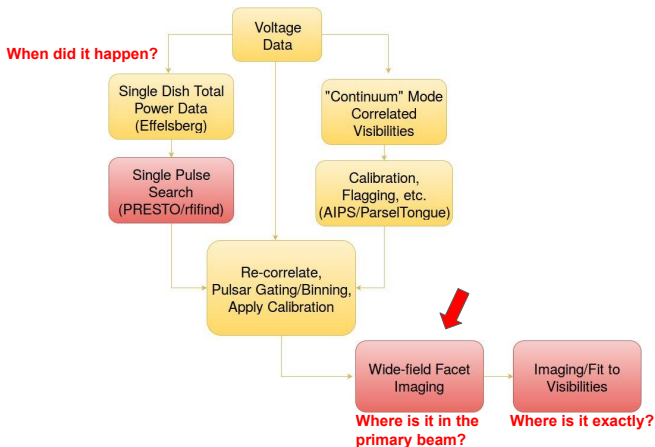 Voltage
Data
When did it happen?
Single Dish Total
Power Data
(Effelsberg)
"Continuum" Mode
Correlated
Visibilities
Single Pulse
Search
(PRESTO/rfifind)
Calibration,
Flagging, etc.
(AIPS/ParselTongue)
Re-correlate,
Pulsar Gating/Binning,
Apply Calibration
Wide-field Facet
Imaging
Imaging/Fit to
Visibilities
Where is it in the
primary beam?
Where is it exactly?